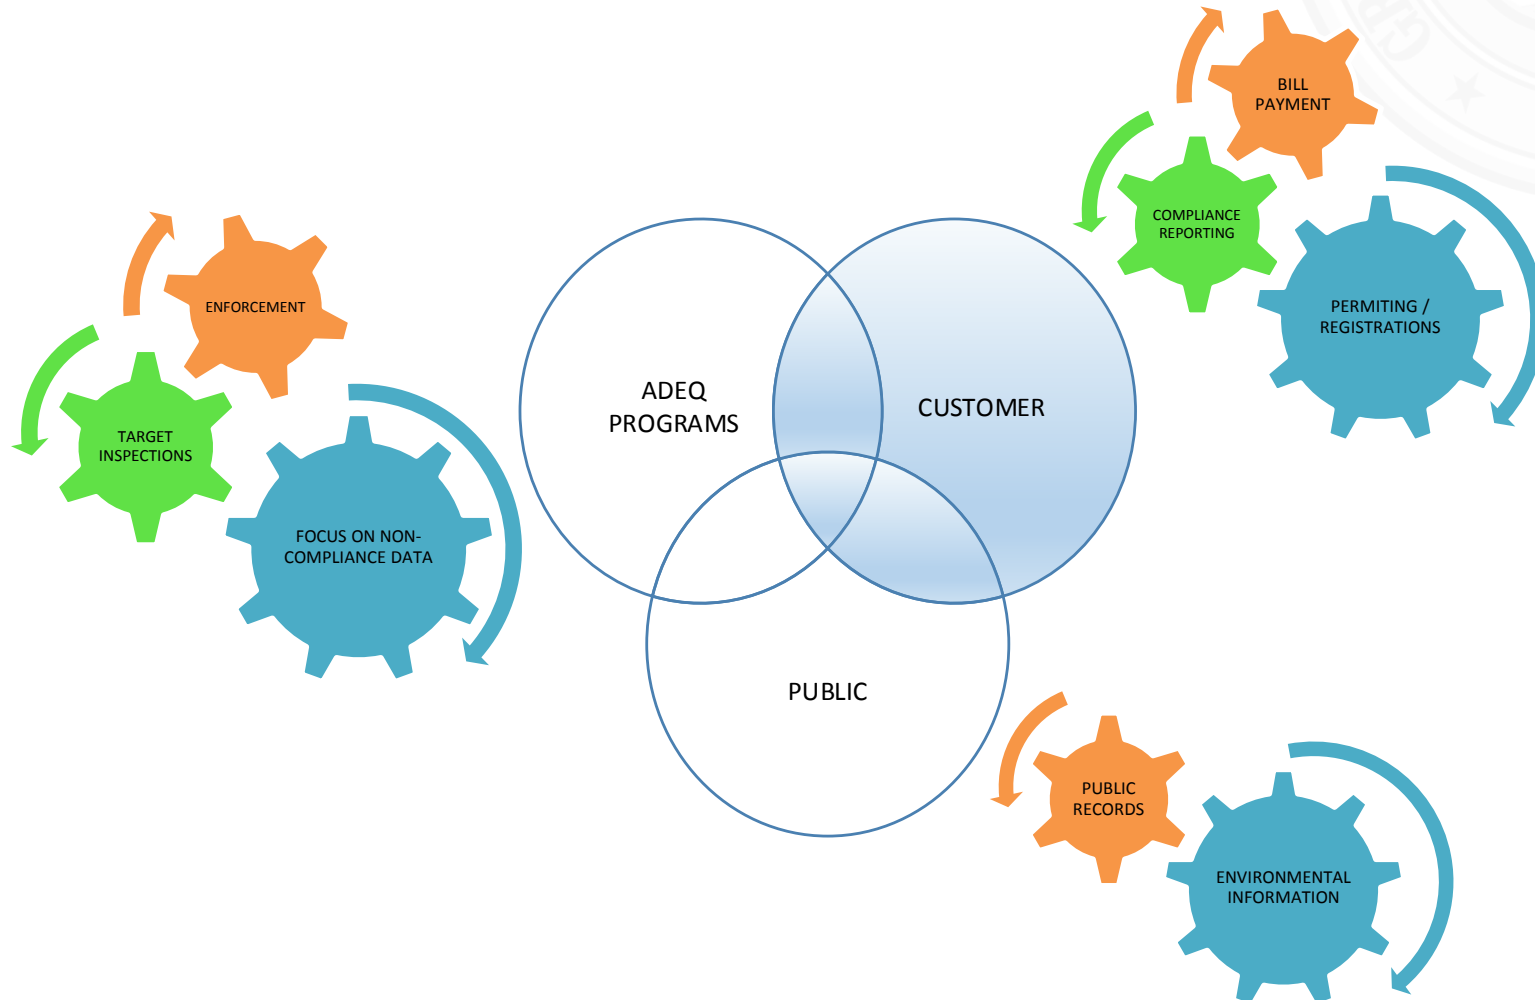 BILL
PAYMENT
COMPLIANCE
REPORTING
PERMITING /
REGISTRATIONS
ENFORCEMENT
TARGET
INSPECTIONS
FOCUS ON NON-
COMPLIANCE DATA
ADEQ
PROGRAMS
CUSTOMER
PUBLIC
PUBLIC
RECORDS
ENVIRONMENTAL
INFORMATION